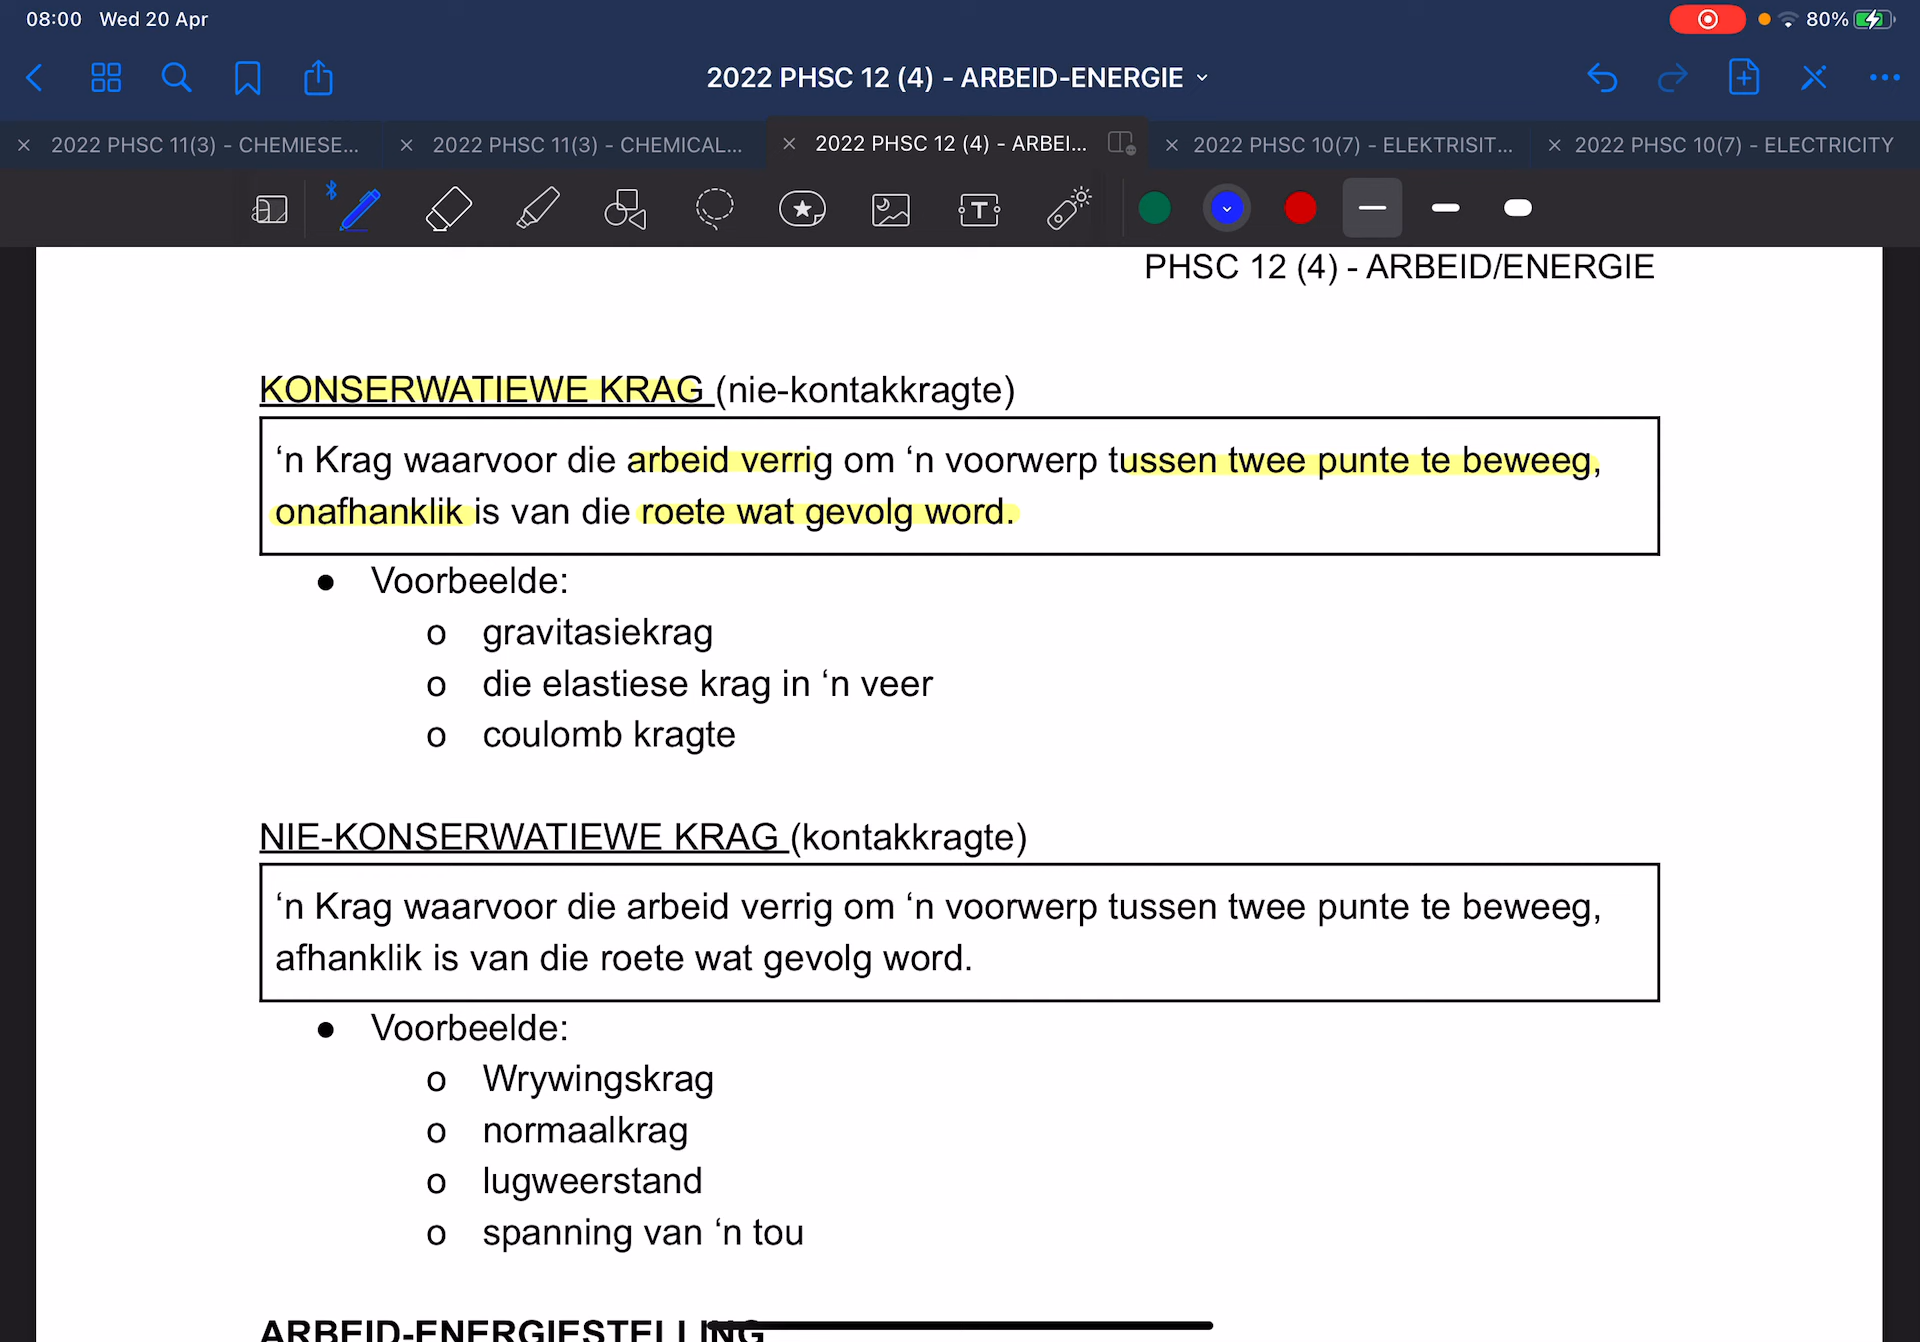 08:00 Wed 20 Apr 80%
2022 PHSC 12 (4) - ARBEID-ENERGIE
2022 PHSC 11(3) - CHEMIESE... 2022 PHSC 11(3) - CHEMICAL... 2022 PHSC 12 (4) - ARBEI... 2022 PHSC 10(7) - ELEKTRISIT... 2022 PHSC 10(7) - ELECTRICITY
PHSC 12 (4) - ARBEID/ENERGIE
KONSERWATIEWE KRAG (nie-kontakkragte)
‘n Krag waarvoor die arbeid verrig om ‘n voorwerp tussen twee punte te beweeg,
onafhanklik is van die roete wat gevolg word.
● Voorbeelde:
o gravitasiekrag
o die elastiese krag in ‘n veer
o coulomb kragte
NIE-KONSERWATIEWE KRAG (kontakkragte)
‘n Krag waarvoor die arbeid verrig om ‘n voorwerp tussen twee punte te beweeg,
afhanklik is van die roete wat gevolg word.
● Voorbeelde:
o Wrywingskrag
o normaalkrag
o lugweerstand
o spanning van ‘n tou
ARBEID-ENERGIESTELLING